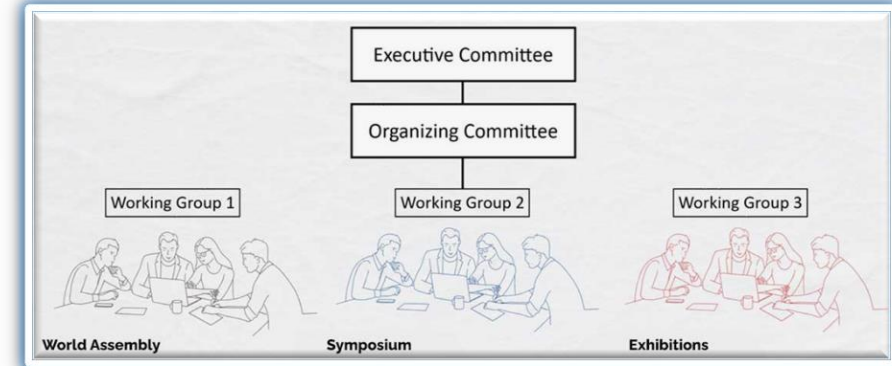 Executive Committee
Organizing Committee
Working Group 1
Working Group 2
Working Group 3
World Assembly
Symposium
Exhibitions